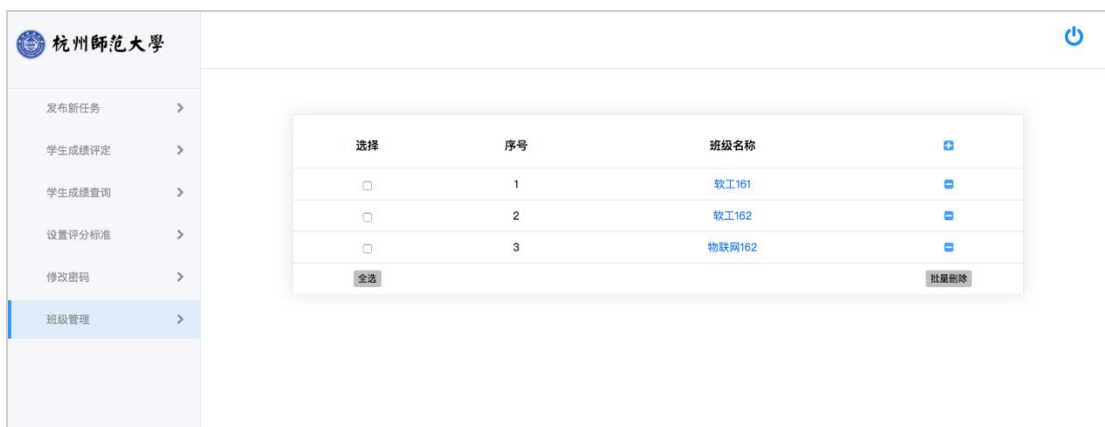 杭州師范大學
发布新任务
学生成绩评定
学生成绩查询
设置评分标准
修改密码
班级管理
选择 序号 班级名称
1 软工161
2 软工162
3 物联网162
全选 批量删除